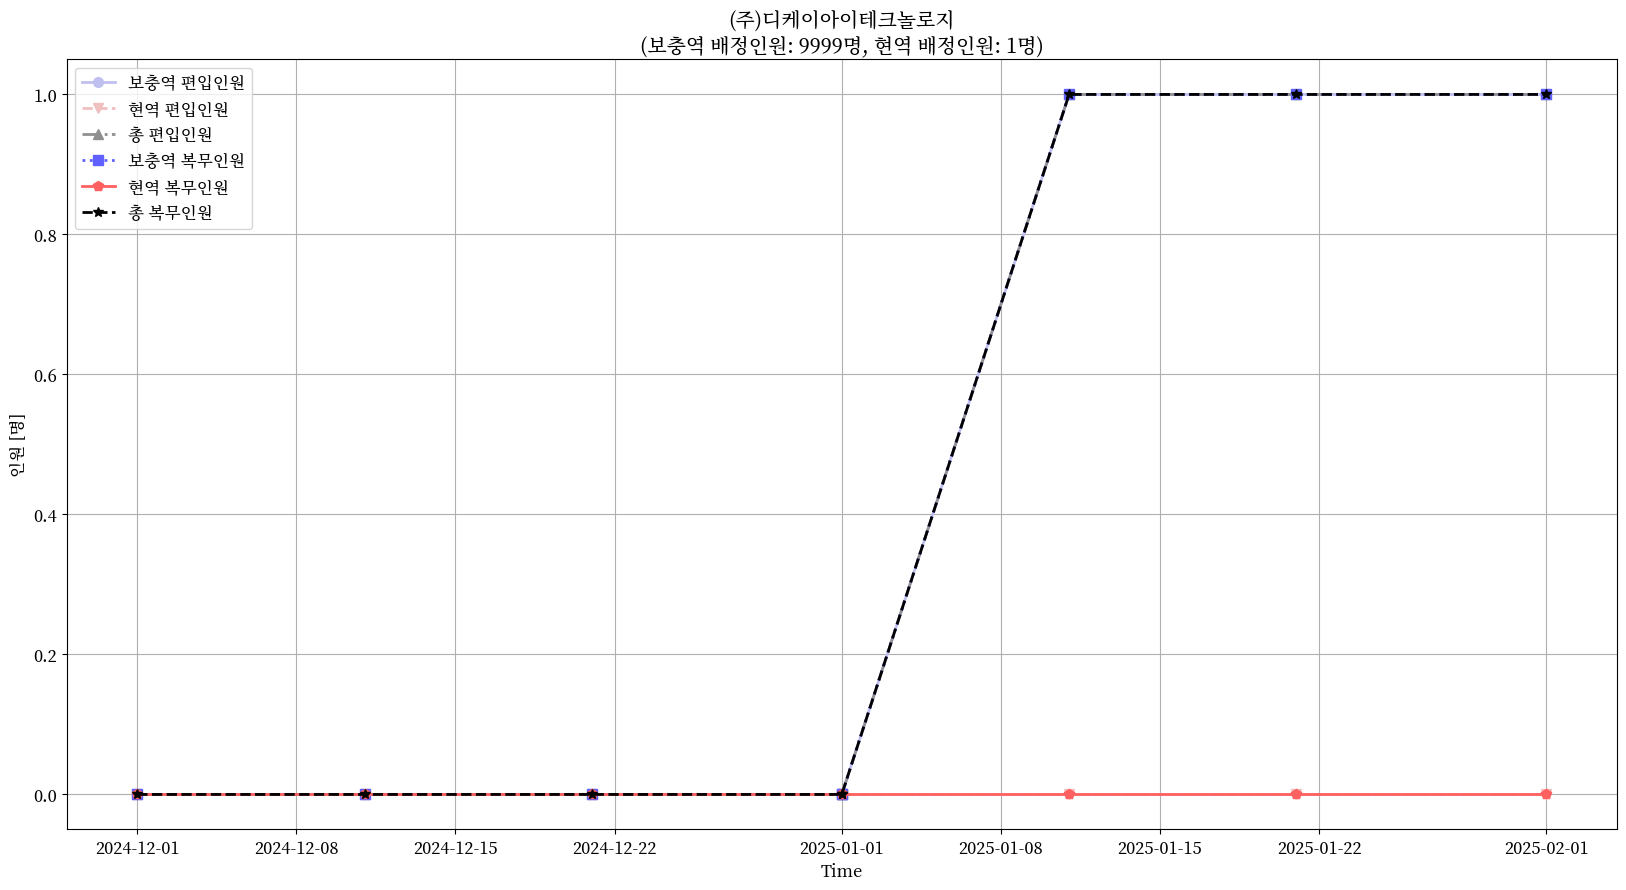 (주)디케이아이테크놀로지
(보충역 배정인원: 9999명, 현역 배정인원: 1명)
보충역 편입인원
현역 편입인원
총 편입인원
보충역 복무인원
현역 복무인원
총 복무인원
1.0
0.8
0.6
0.4
0.2
0.0
인원 [명]
2024-12-01
2024-12-08
2024-12-15
2024-12-22
2025-01-01
2025-01-08
2025-01-15
2025-01-22
2025-02-01
Time